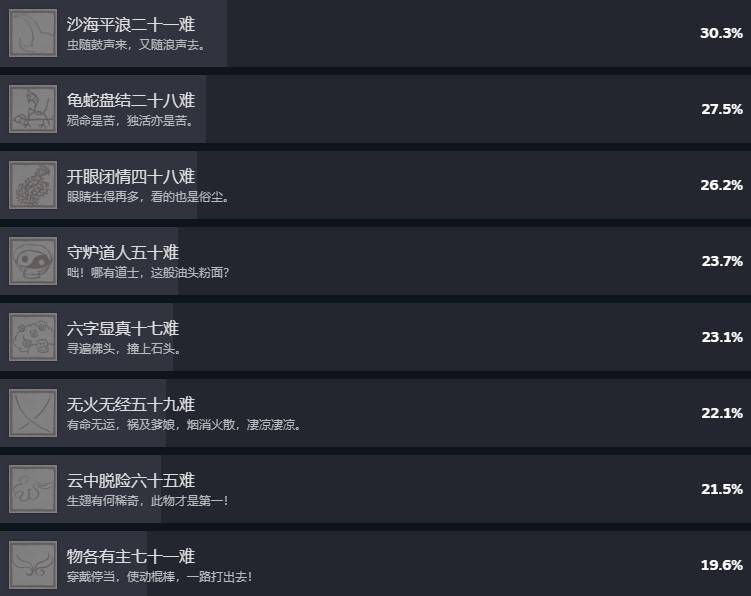 沙海平浪二十一难
虫随鼓声来，又随浪声去。
30.3%
龟蛇盘结二十八难
殒命是苦，独活亦是苦。
27.5%
开眼闭情四十八难
眼睛生得再多，看的也是俗尘。
26.2%
守炉道人五十难
咄！哪有道士，这般油头粉面？
23.7%
六字显真十七难
寻遍佛头，撞上石头。
23.1%
无火无经五十九难
有命无运，祸及爹娘，烟消火散，凄凉凄凉。
22.1%
云中脱险六十五难
生翅有何稀奇，此物才是第一！
21.5%
物各有主七十一难
穿戴停当，使动棍棒，一路打出去！
19.6%